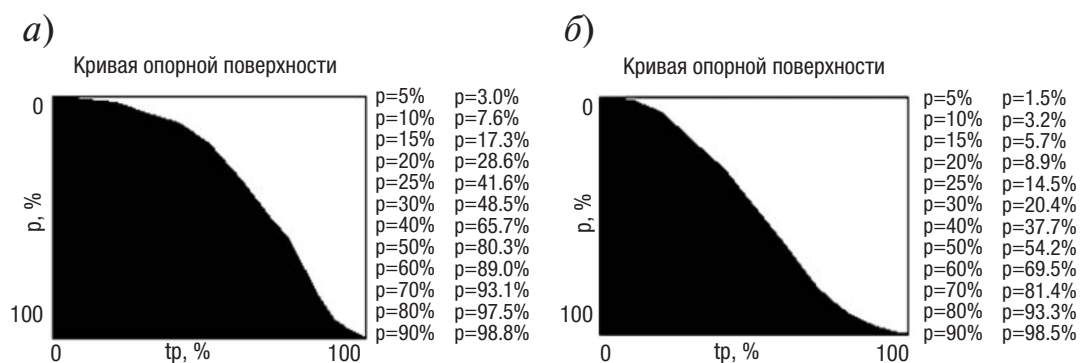 а)
Кривая опорной поверхности
0
p, %
100
0
tp, %
100
p=5% p=3.0%
p=10% p=7.6%
p=15% p=17.3%
p=20% p=28.6%
p=25% p=41.6%
p=30% p=48.5%
p=40% p=65.7%
p=50% p=80.3%
p=60% p=89.0%
p=70% p=93.1%
p=80% p=97.5%
p=90% p=98.8%
б)
Кривая опорной поверхности
0
p, %
100
0
tp, %
100
p=5% p=1.5%
p=10% p=3.2%
p=15% p=5.7%
p=20% p=8.9%
p=25% p=14.5%
p=30% p=20.4%
p=40% p=37.7%
p=50% p=54.2%
p=60% p=69.5%
p=70% p=81.4%
p=80% p=93.3%
p=90% p=98.5%